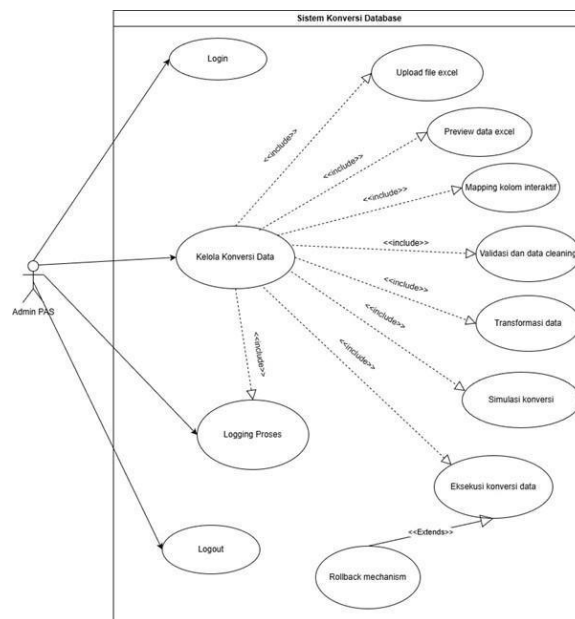 Sistem Konversi Database
Login
Upload file excel
<<include>>
Preview data excel
<<include>>
Mapping kolom interaktif
<<include>>
Kelola Konversi Data
<<include>>
Validasi dan data cleaning
Admin PAS
<<include>>
Transformasi data
<<include>>
<<include>>
<<include>>
Simulasi konversi
Logging Proses
Eksekusi konversi data
<<Extends>>
Logout
Rollback mechanism